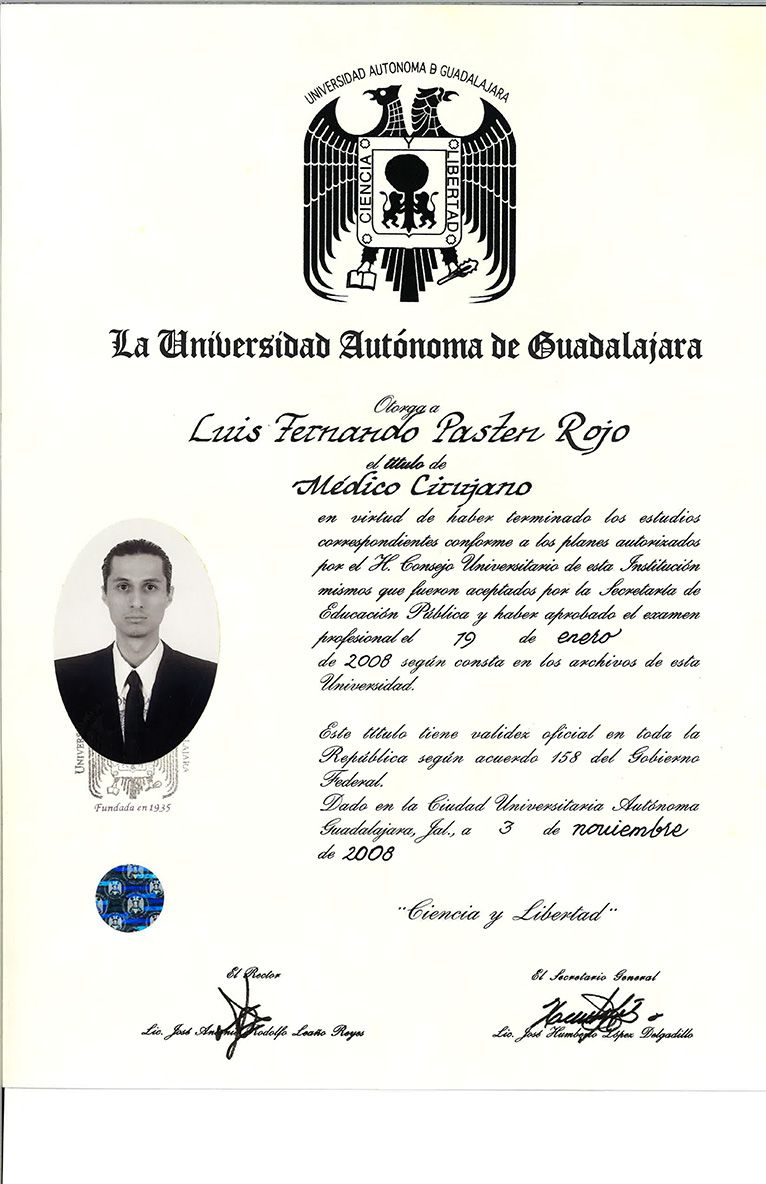 UNIVERSIDAD AUTONOMA D GUADALAJARA
CIENCIA
Y
LIBERTAD
La Universidad Autónoma de Guadalajara
Otorga a
Luis Fernando Pasten Rojo
el título de
Médico Cirujano
en virtud de haber terminado los estudios
correspondientes conforme a los planes autorizados
por el H. Consejo Universitario de esta Institución
mismos que fueron aceptados por la Secretaría de
Educación Pública y haber aprobado el examen
profesional el 19 de enero
de 2008 según consta en los archivos de esta
Universidad.
Este título tiene validez oficial en toda la
República según acuerdo 158 del Gobierno
Federal.
Dado en la Ciudad Universitaria Autónoma
Guadalajara, Jal., a 3 de noviembre
de 2008
Fundada en 1935
"Ciencia y Libertad"
El Rector
Lic. José Antonio Rodolfo Leaño Reyes
El Secretario General
Lic. José Humberto López Delgadillo